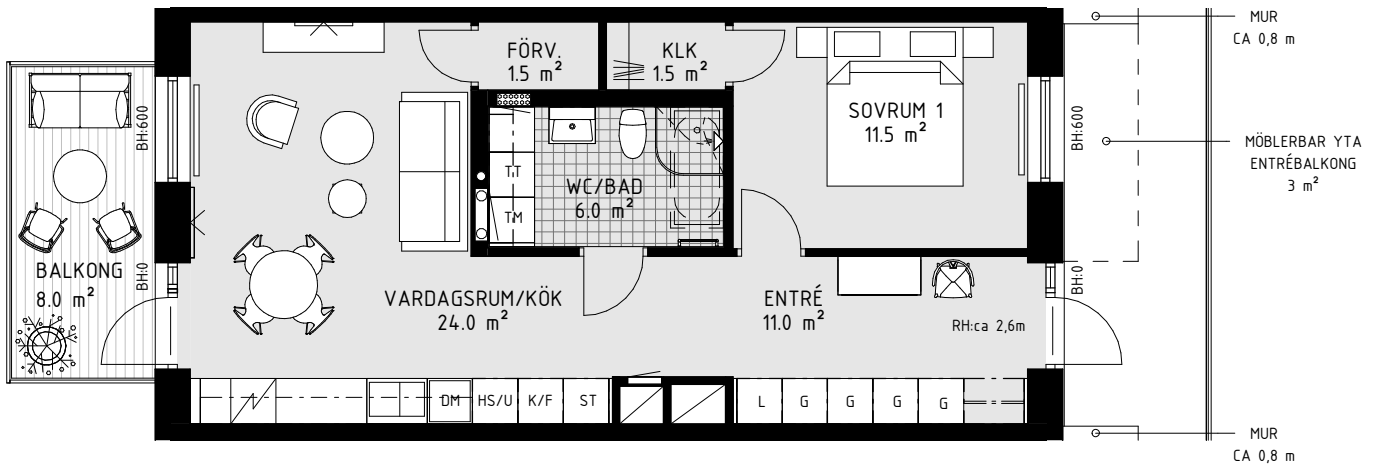 MUR
CA 0,8 m
FÖRV.
1.5 m²
KLK
1.5 m²
SOVRUM 1
11.5 m²
BH:600
BH:600
MÖBLERBAR YTA
ENTRÉBALKONG
3 m²
TT
WC/BAD
6.0 m²
TM
BALKONG
8.0 m²
BH:0
VARDAGSRUM/KÖK
24.0 m²
ENTRÉ
11.0 m²
BH:0
RH:ca 2,6m
DM
HS/U
K/F
ST
L
G
G
G
G
MUR
CA 0,8 m